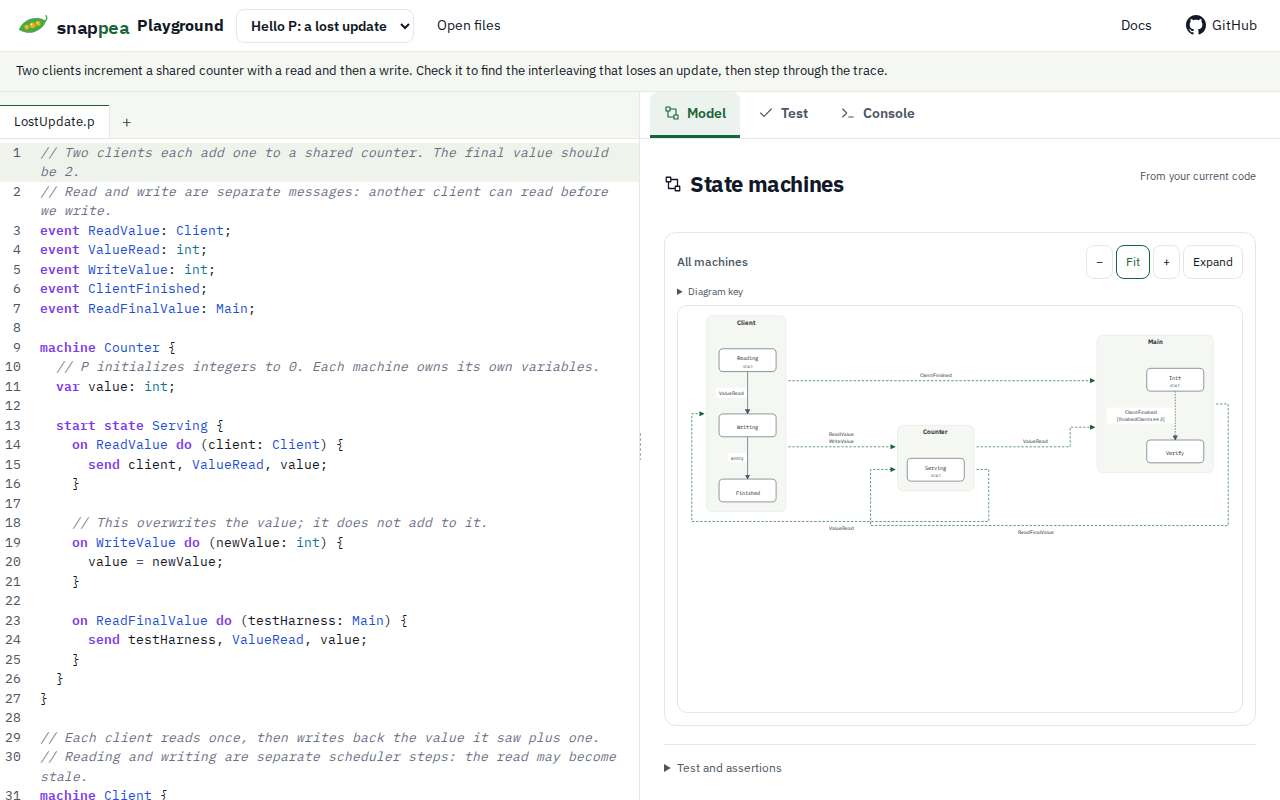 snappea Playground Hello P: a lost update Open files Docs GitHub
Two clients increment a shared counter with a read and then a write. Check it to find the interleaving that loses an update, then step through the trace.
LostUpdate.p +
1 // Two clients each add one to a shared counter. The final value should
be 2.
2 // Read and write are separate messages: another client can read before
we write.
3 event ReadValue: Client;
4 event ValueRead: int;
5 event WriteValue: int;
6 event ClientFinished;
7 event ReadFinalValue: Main;
8
9 machine Counter {
10 // P initializes integers to 0. Each machine owns its own variables.
11 var value: int;
12
13 start state Serving {
14 on ReadValue do (client: Client) {
15 send client, ValueRead, value;
16 }
17
18 // This overwrites the value; it does not add to it.
19 on WriteValue do (newValue: int) {
20 value = newValue;
21 }
22
23 on ReadFinalValue do (testHarness: Main) {
24 send testHarness, ValueRead, value;
25 }
26 }
27 }
28
29 // Each client reads once, then writes back the value it saw plus one.
30 // Reading and writing are separate scheduler steps: the read may become
stale.
31 machine Client {
Model Test Console
State machines
From your current code
All machines
− Fit + Expand
Diagram key
Client
Reading
start
ValueRead
Writing
entry
Finished
ClientFinished
ReadValue
WriteValue
Counter
Serving
start
ValueRead
Main
Init
start
ClientFinished
Verify
ValueRead
ReadFinalValue
Test and assertions